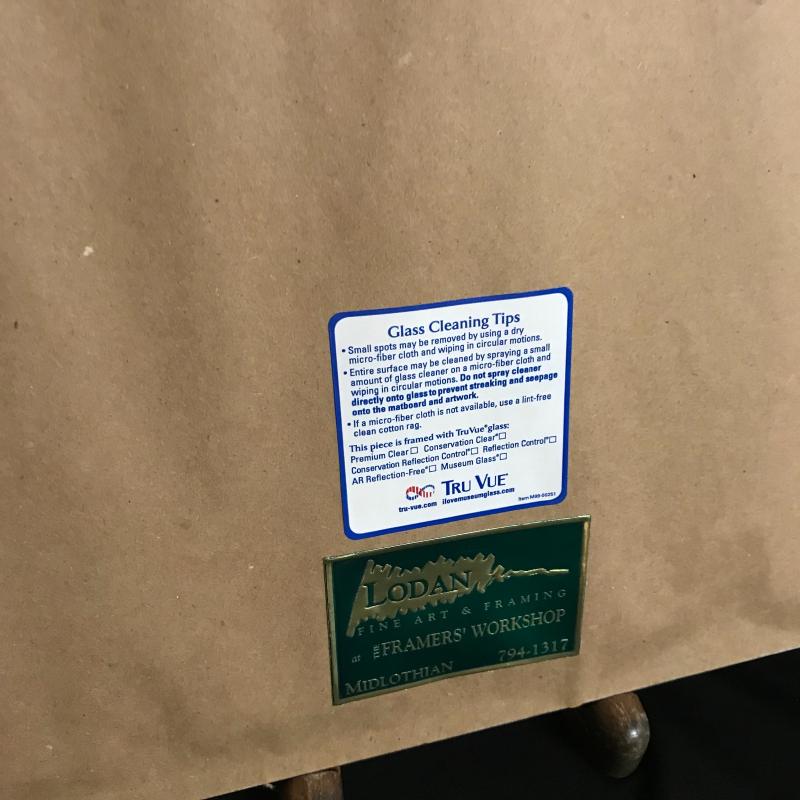 Glass Cleaning Tips
• Small spots may be removed by using a dry
micro-fiber cloth and wiping in circular motions.
• Entire surface may be cleaned by spraying a small
amount of glass cleaner on a micro-fiber cloth and
wiping in circular motions. Do not spray cleaner
directly onto glass to prevent streaking and seepage
onto the matboard and artwork.
• If a micro-fiber cloth is not available, use a lint-free
clean cotton rag.
This piece is framed with TruVue® glass:
Premium Clear □ Conservation Clear® □
Conservation Reflection Control® □ Reflection Control® □
AR Reflection-Free® □ Museum Glass® □
TRU VUE®
tru-vue.com ilovemuseumglass.com
Item M99-00251
LODAN
FINE ART & FRAMING
at THE FRAMERS' WORKSHOP
MIDLOTHIAN 794-1317